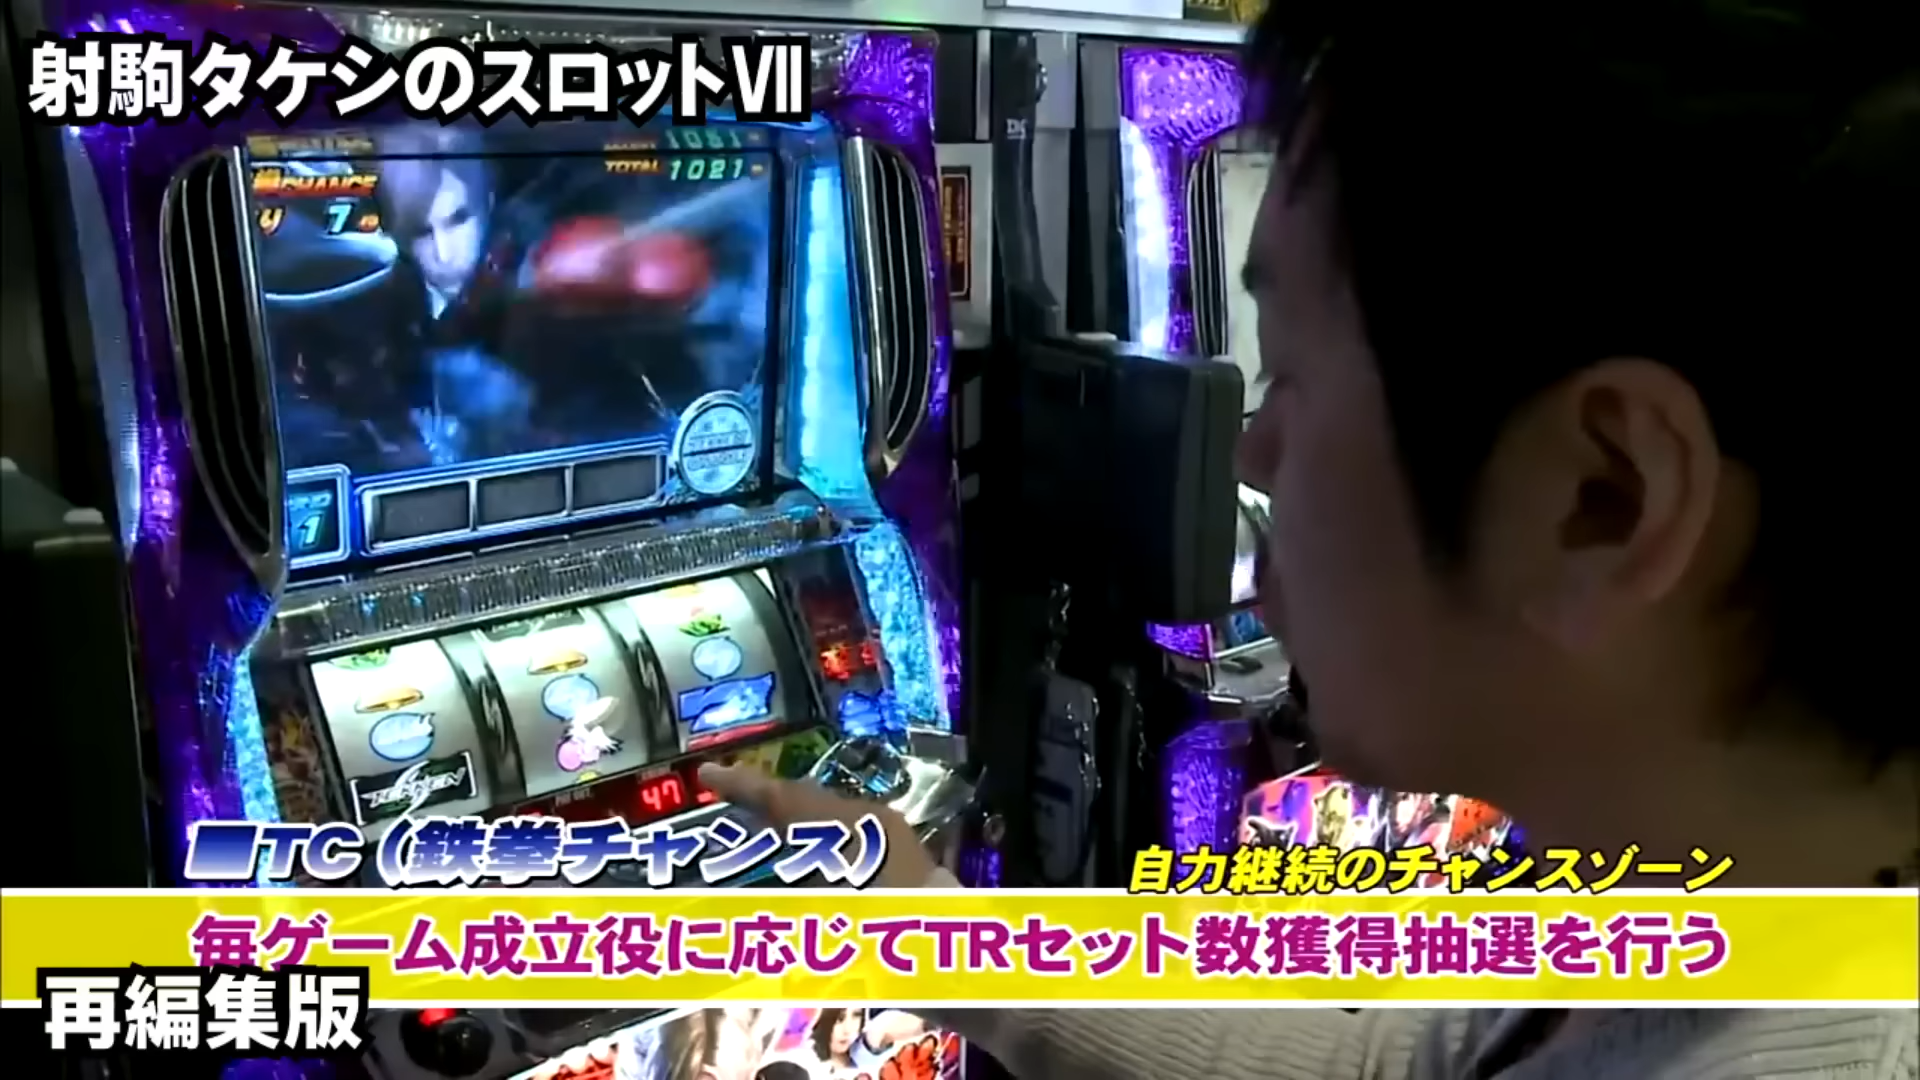 射駒タケシのスロットⅦ
1081
TOTAL 1021
CHANCE
7
1
TEKKEN
47
■TC（鉄拳チャンス）
自力継続のチャンスゾーン
毎ゲーム成立役に応じてTRセット数獲得抽選を行う
再編集版